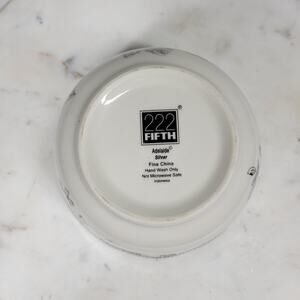 222®
FIFTH
Adelaide©
Silver
Fine China
Hand Wash Only
Not Microwave Safe
Indonesia